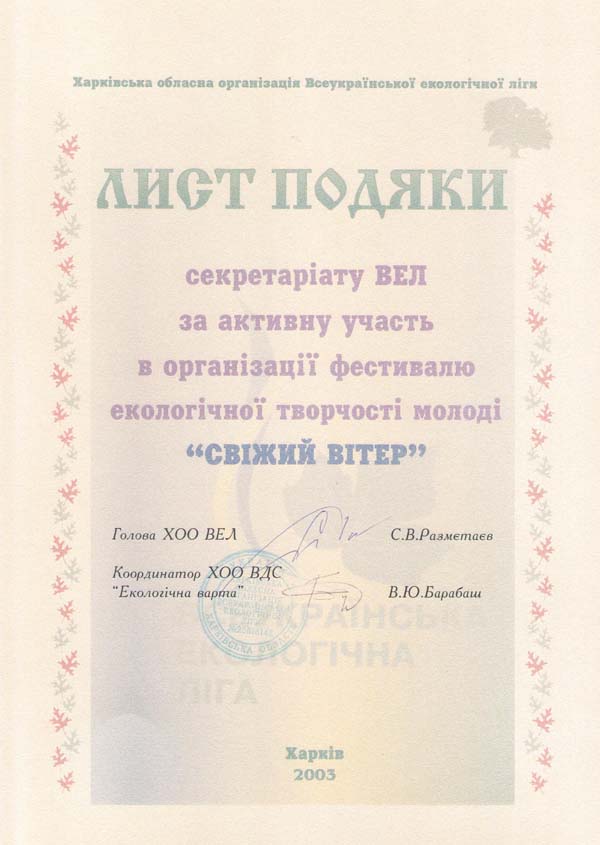 Харківська обласна організація Всеукраїнської екологічної ліги
ЛИСТ ПОДЯКИ
секретаріату ВЕЛ
за активну участь
в організації фестивалю
екологічної творчості молоді
“СВІЖИЙ ВІТЕР”
Голова ХОО ВЕЛ С.В.Разметаєв
Координатор ХОО ВДС
“Екологічна варта” В.Ю.Барабаш
ЕКОЛОГІЧНА
ЛІГА
Харків
2003